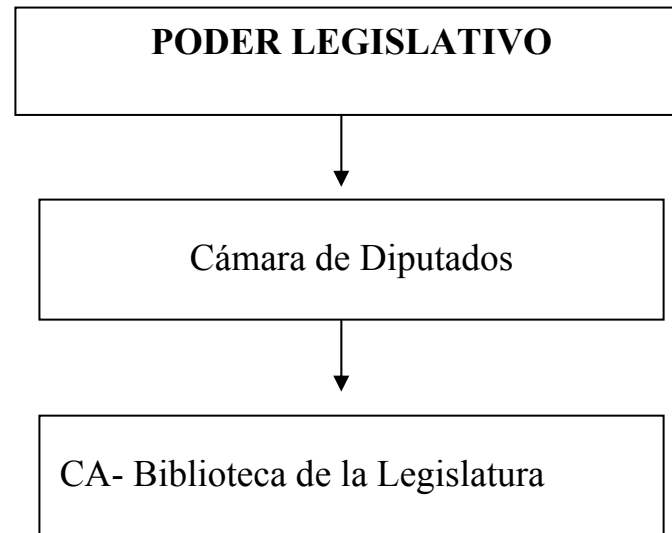 PODER LEGISLATIVO
Cámara de Diputados
CA- Biblioteca de la Legislatura